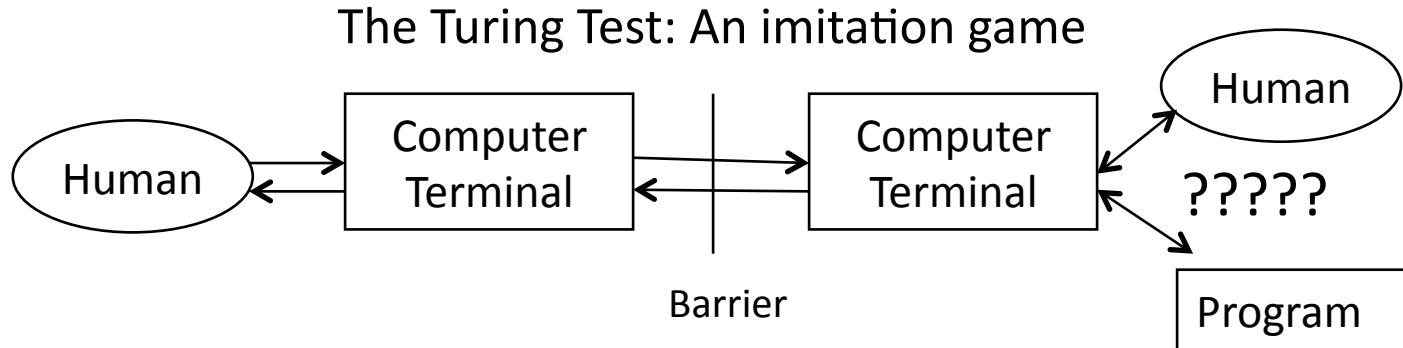 The Turing Test: An imitation game
Human
Computer
Terminal
Barrier
Computer
Terminal
Human
?????
Program